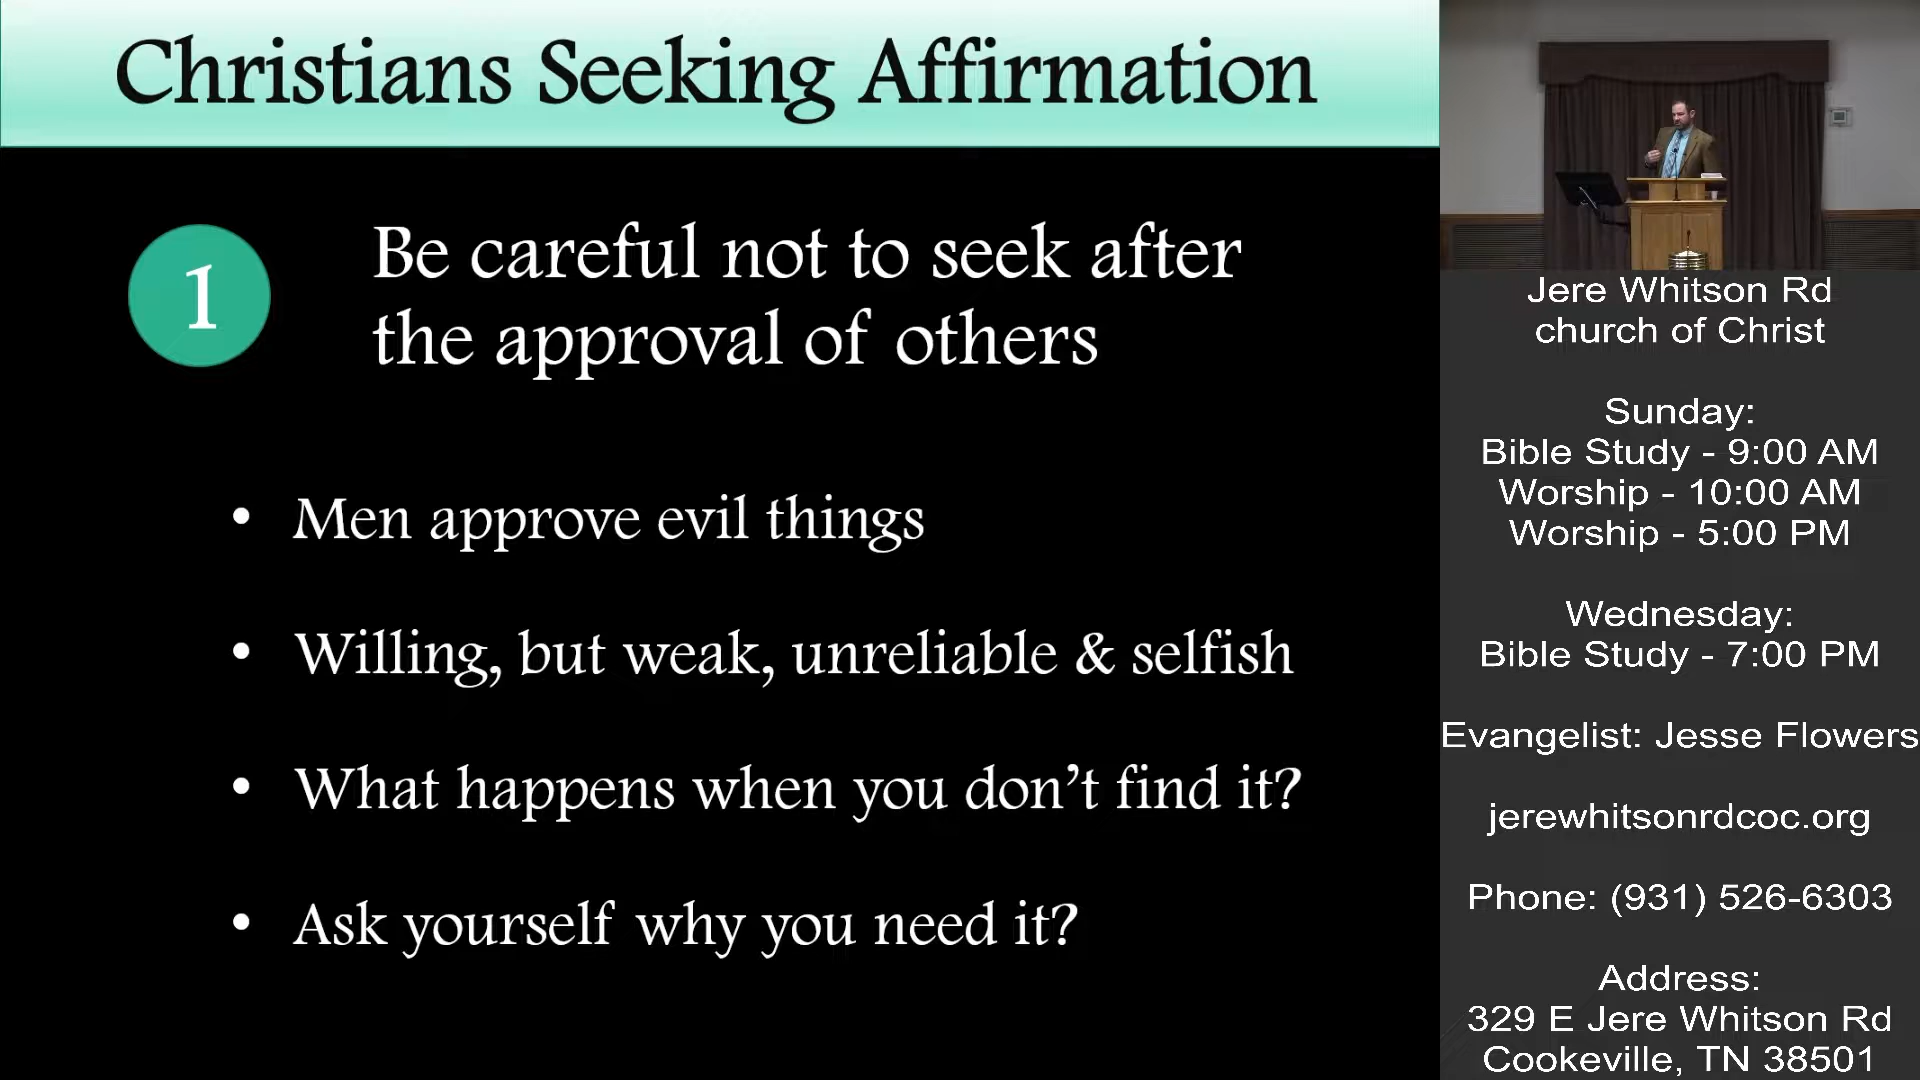 Christians Seeking Affirmation
1
Be careful not to seek after
the approval of others
• Men approve evil things
• Willing, but weak, unreliable & selfish
• What happens when you don't find it?
• Ask yourself why you need it?
Jere Whitson Rd
church of Christ
Sunday:
Bible Study - 9:00 AM
Worship - 10:00 AM
Worship - 5:00 PM
Wednesday:
Bible Study - 7:00 PM
Evangelist: Jesse Flowers
jerewhitsonrdcoc.org
Phone: (931) 526-6303
Address:
329 E Jere Whitson Rd
Cookeville, TN 38501